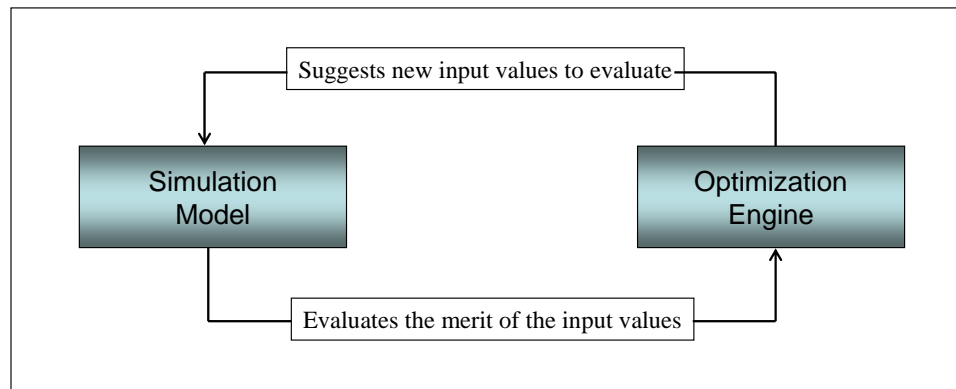 Suggests new input values to evaluate
Simulation
Model
Optimization
Engine
Evaluates the merit of the input values